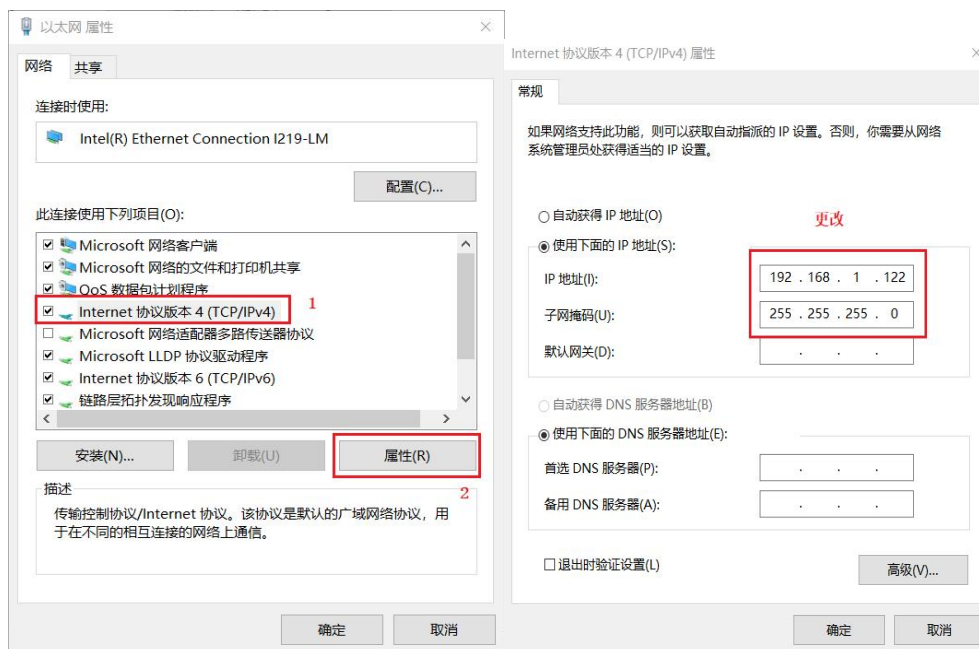 以太网 属性
网络
共享
连接时使用:
Intel(R) Ethernet Connection I219-LM
配置(C)...
此连接使用下列项目(O):
Microsoft 网络客户端
Microsoft 网络的文件和打印机共享
QoS 数据包计划程序
Internet 协议版本 4 (TCP/IPv4)
1
Microsoft 网络适配器多路传送器协议
Microsoft LLDP 协议驱动程序
Internet 协议版本 6 (TCP/IPv6)
链路层拓扑发现响应程序
安装(N)...
卸载(U)
属性(R)
2
描述
传输控制协议/Internet 协议。该协议是默认的广域网络协议，用
于在不同的相互连接的网络上通信。
确定
取消
Internet 协议版本 4 (TCP/IPv4) 属性
常规
如果网络支持此功能，则可以获取自动指派的 IP 设置。否则，你需要从网络
系统管理员处获得适当的 IP 设置。
自动获得 IP 地址(O)
更改
使用下面的 IP 地址(S):
IP 地址(I):
192 . 168 . 1 . 122
子网掩码(U):
255 . 255 . 255 . 0
默认网关(D):
. . .
自动获得 DNS 服务器地址(B)
使用下面的 DNS 服务器地址(E):
首选 DNS 服务器(P):
. . .
备用 DNS 服务器(A):
. . .
退出时验证设置(L)
高级(V)...
确定
取消